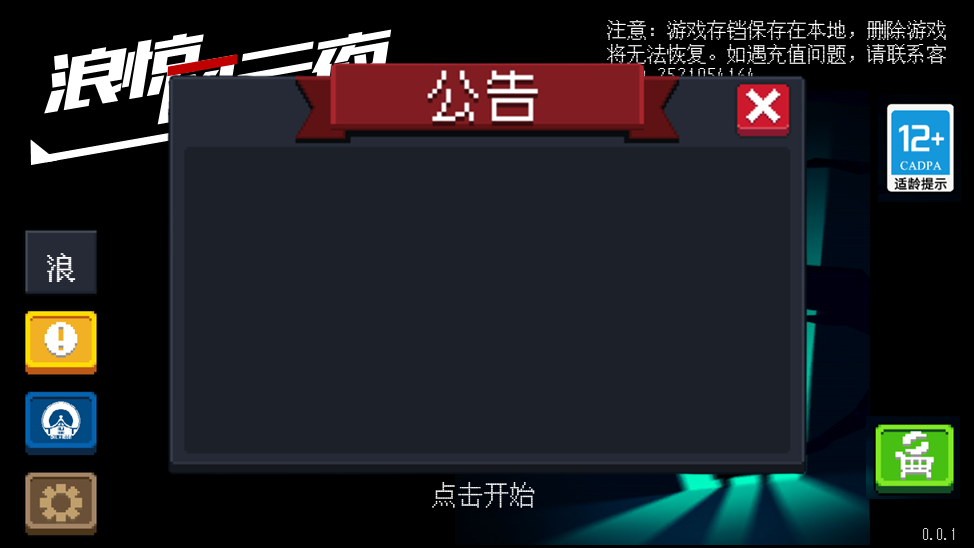 注意：游戏存档保存在本地，删除游戏
将无法恢复。如遇充值问题，请联系客
浪惊
公告
12+
CADPA
适龄提示
浪
点击开始
0.0.1